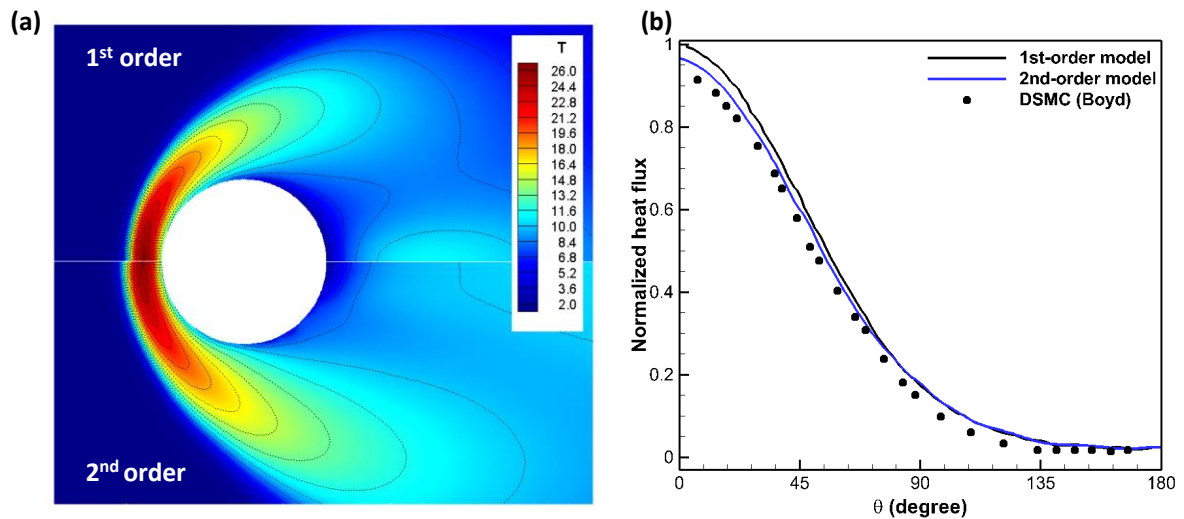 (a)
1st order
2nd order
T
26.0
24.4
22.8
21.2
19.6
18.0
16.4
14.8
13.2
11.6
10.0
8.4
6.8
5.2
3.6
2.0
(b)
1st-order model
2nd-order model
DSMC (Boyd)
Normalized heat flux
1
0.8
0.6
0.4
0.2
0
0 45 90 135 180
θ (degree)